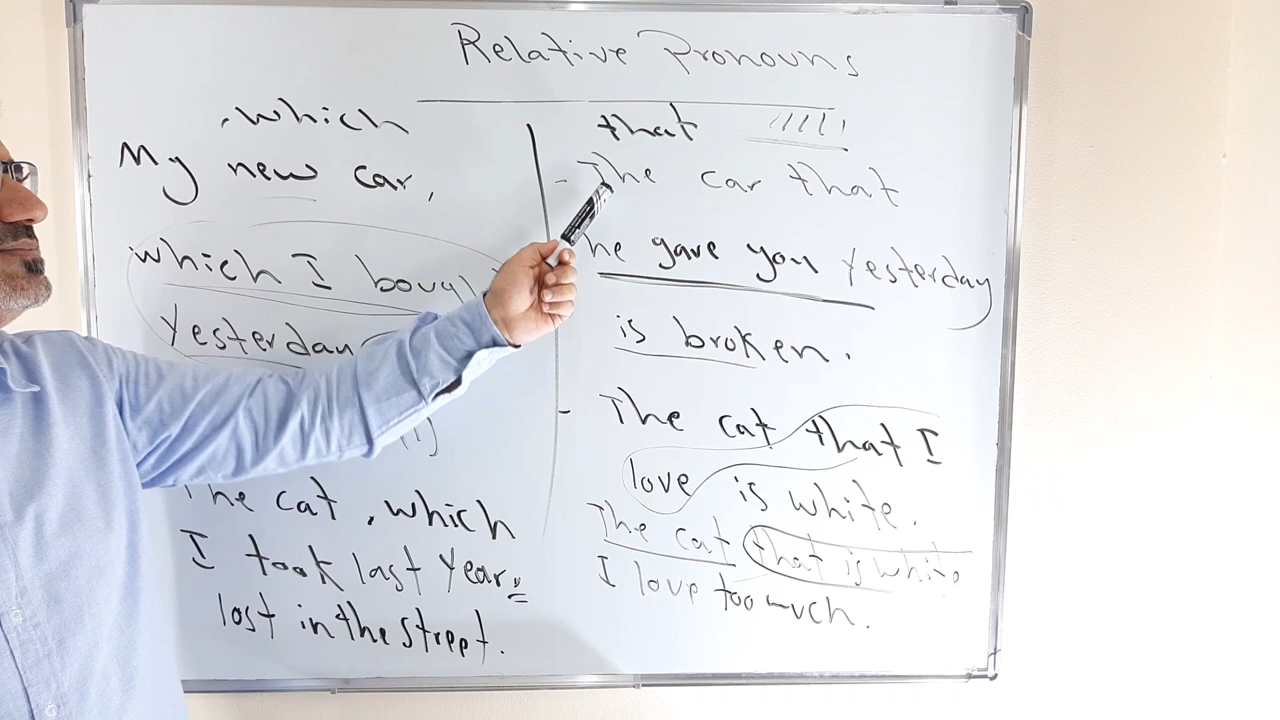 Relative Pronouns
, which
My new car,
which I bough
yesterday
The cat, which
I took last year,
lost in the street.
that
- The car that
he gave you yesterday
is broken.
- The cat that I
love is white.
The cat that is white
I love too much.